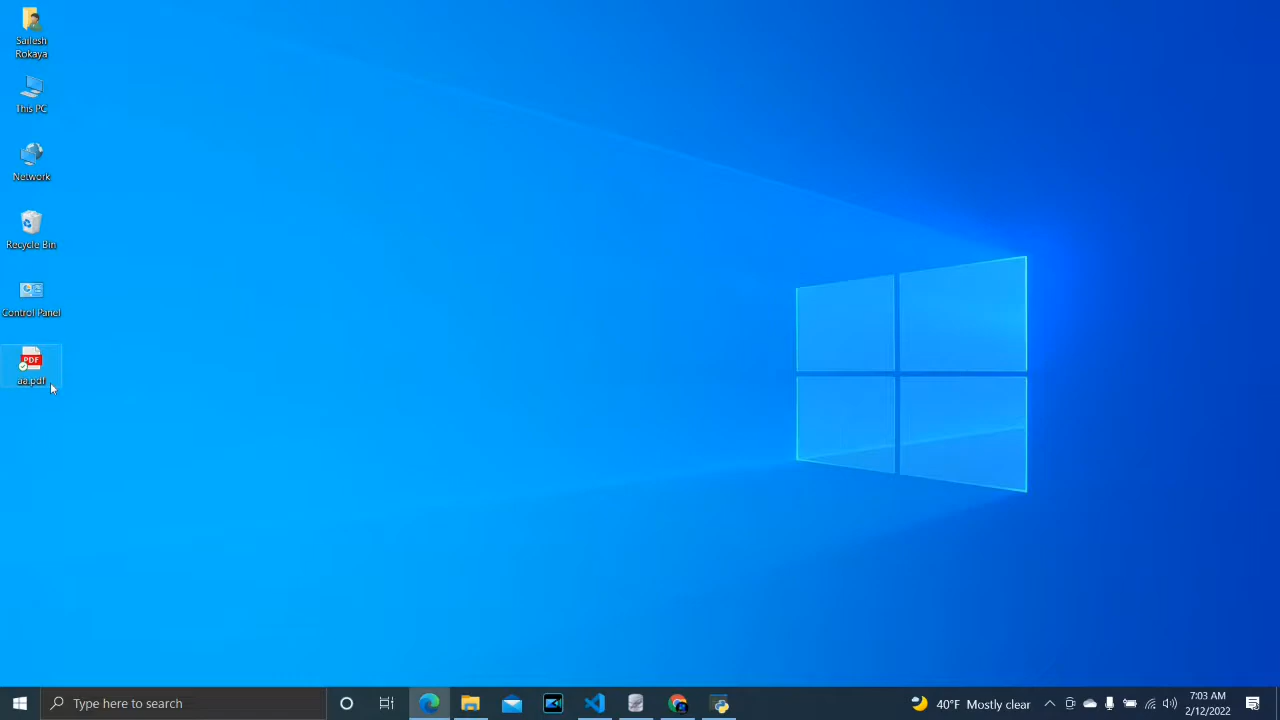 Sailesh
Rokaya
This PC
Network
Recycle Bin
Control Panel
PDF
aa.pdf
Type here to search
40°F Mostly clear
7:03 AM
2/12/2022